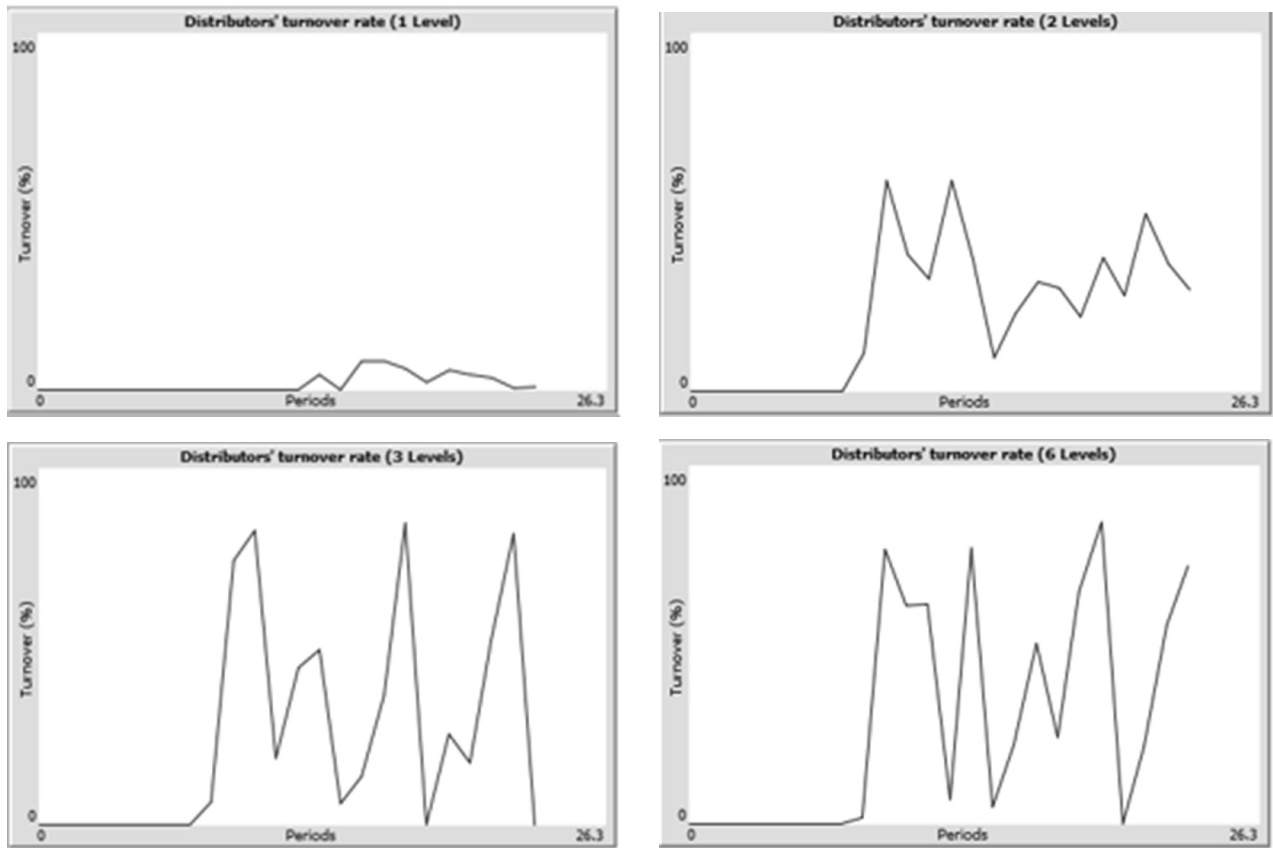 Distributors' turnover rate (1 Level)
100
Turnover (%)
0
0
Periods
26.3
Distributors' turnover rate (2 Levels)
100
Turnover (%)
0
0
Periods
26.3
Distributors' turnover rate (3 Levels)
100
Turnover (%)
0
0
Periods
26.3
Distributors' turnover rate (6 Levels)
100
Turnover (%)
0
0
Periods
26.3